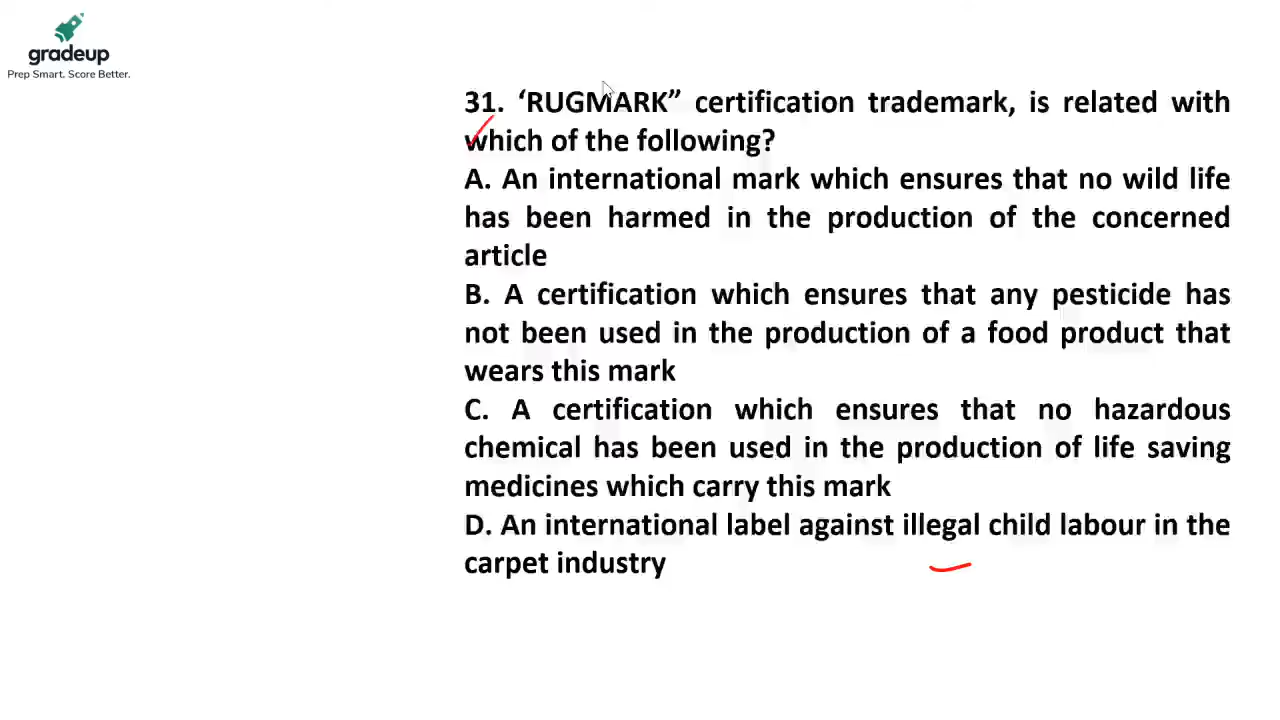 gradeup
Prep Smart. Score Better.
31. ‘RUGMARK” certification trademark, is related with
which of the following?
A. An international mark which ensures that no wild life
has been harmed in the production of the concerned
article
B. A certification which ensures that any pesticide has
not been used in the production of a food product that
wears this mark
C. A certification which ensures that no hazardous
chemical has been used in the production of life saving
medicines which carry this mark
D. An international label against illegal child labour in the
carpet industry